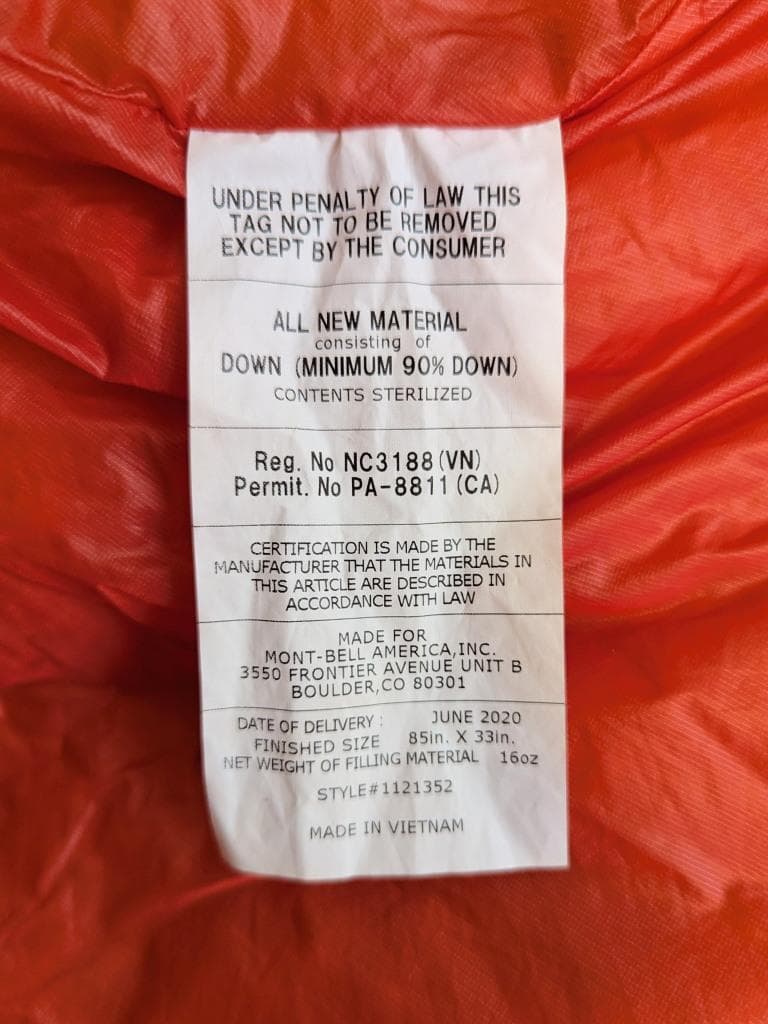 UNDER PENALTY OF LAW THIS
TAG NOT TO BE REMOVED
EXCEPT BY THE CONSUMER
ALL NEW MATERIAL
consisting of
DOWN (MINIMUM 90% DOWN)
CONTENTS STERILIZED
Reg. No NC3188(VN)
Permit. No PA-8811(CA)
CERTIFICATION IS MADE BY THE
MANUFACTURER THAT THE MATERIALS IN
THIS ARTICLE ARE DESCRIBED IN
ACCORDANCE WITH LAW
MADE FOR
MONT-BELL AMERICA,INC.
3550 FRONTIER AVENUE UNIT B
BOULDER,CO 80301
DATE OF DELIVERY : JUNE 2020
FINISHED SIZE 85in. X 33in.
NET WEIGHT OF FILLING MATERIAL 16oz
STYLE#1121352
MADE IN VIETNAM